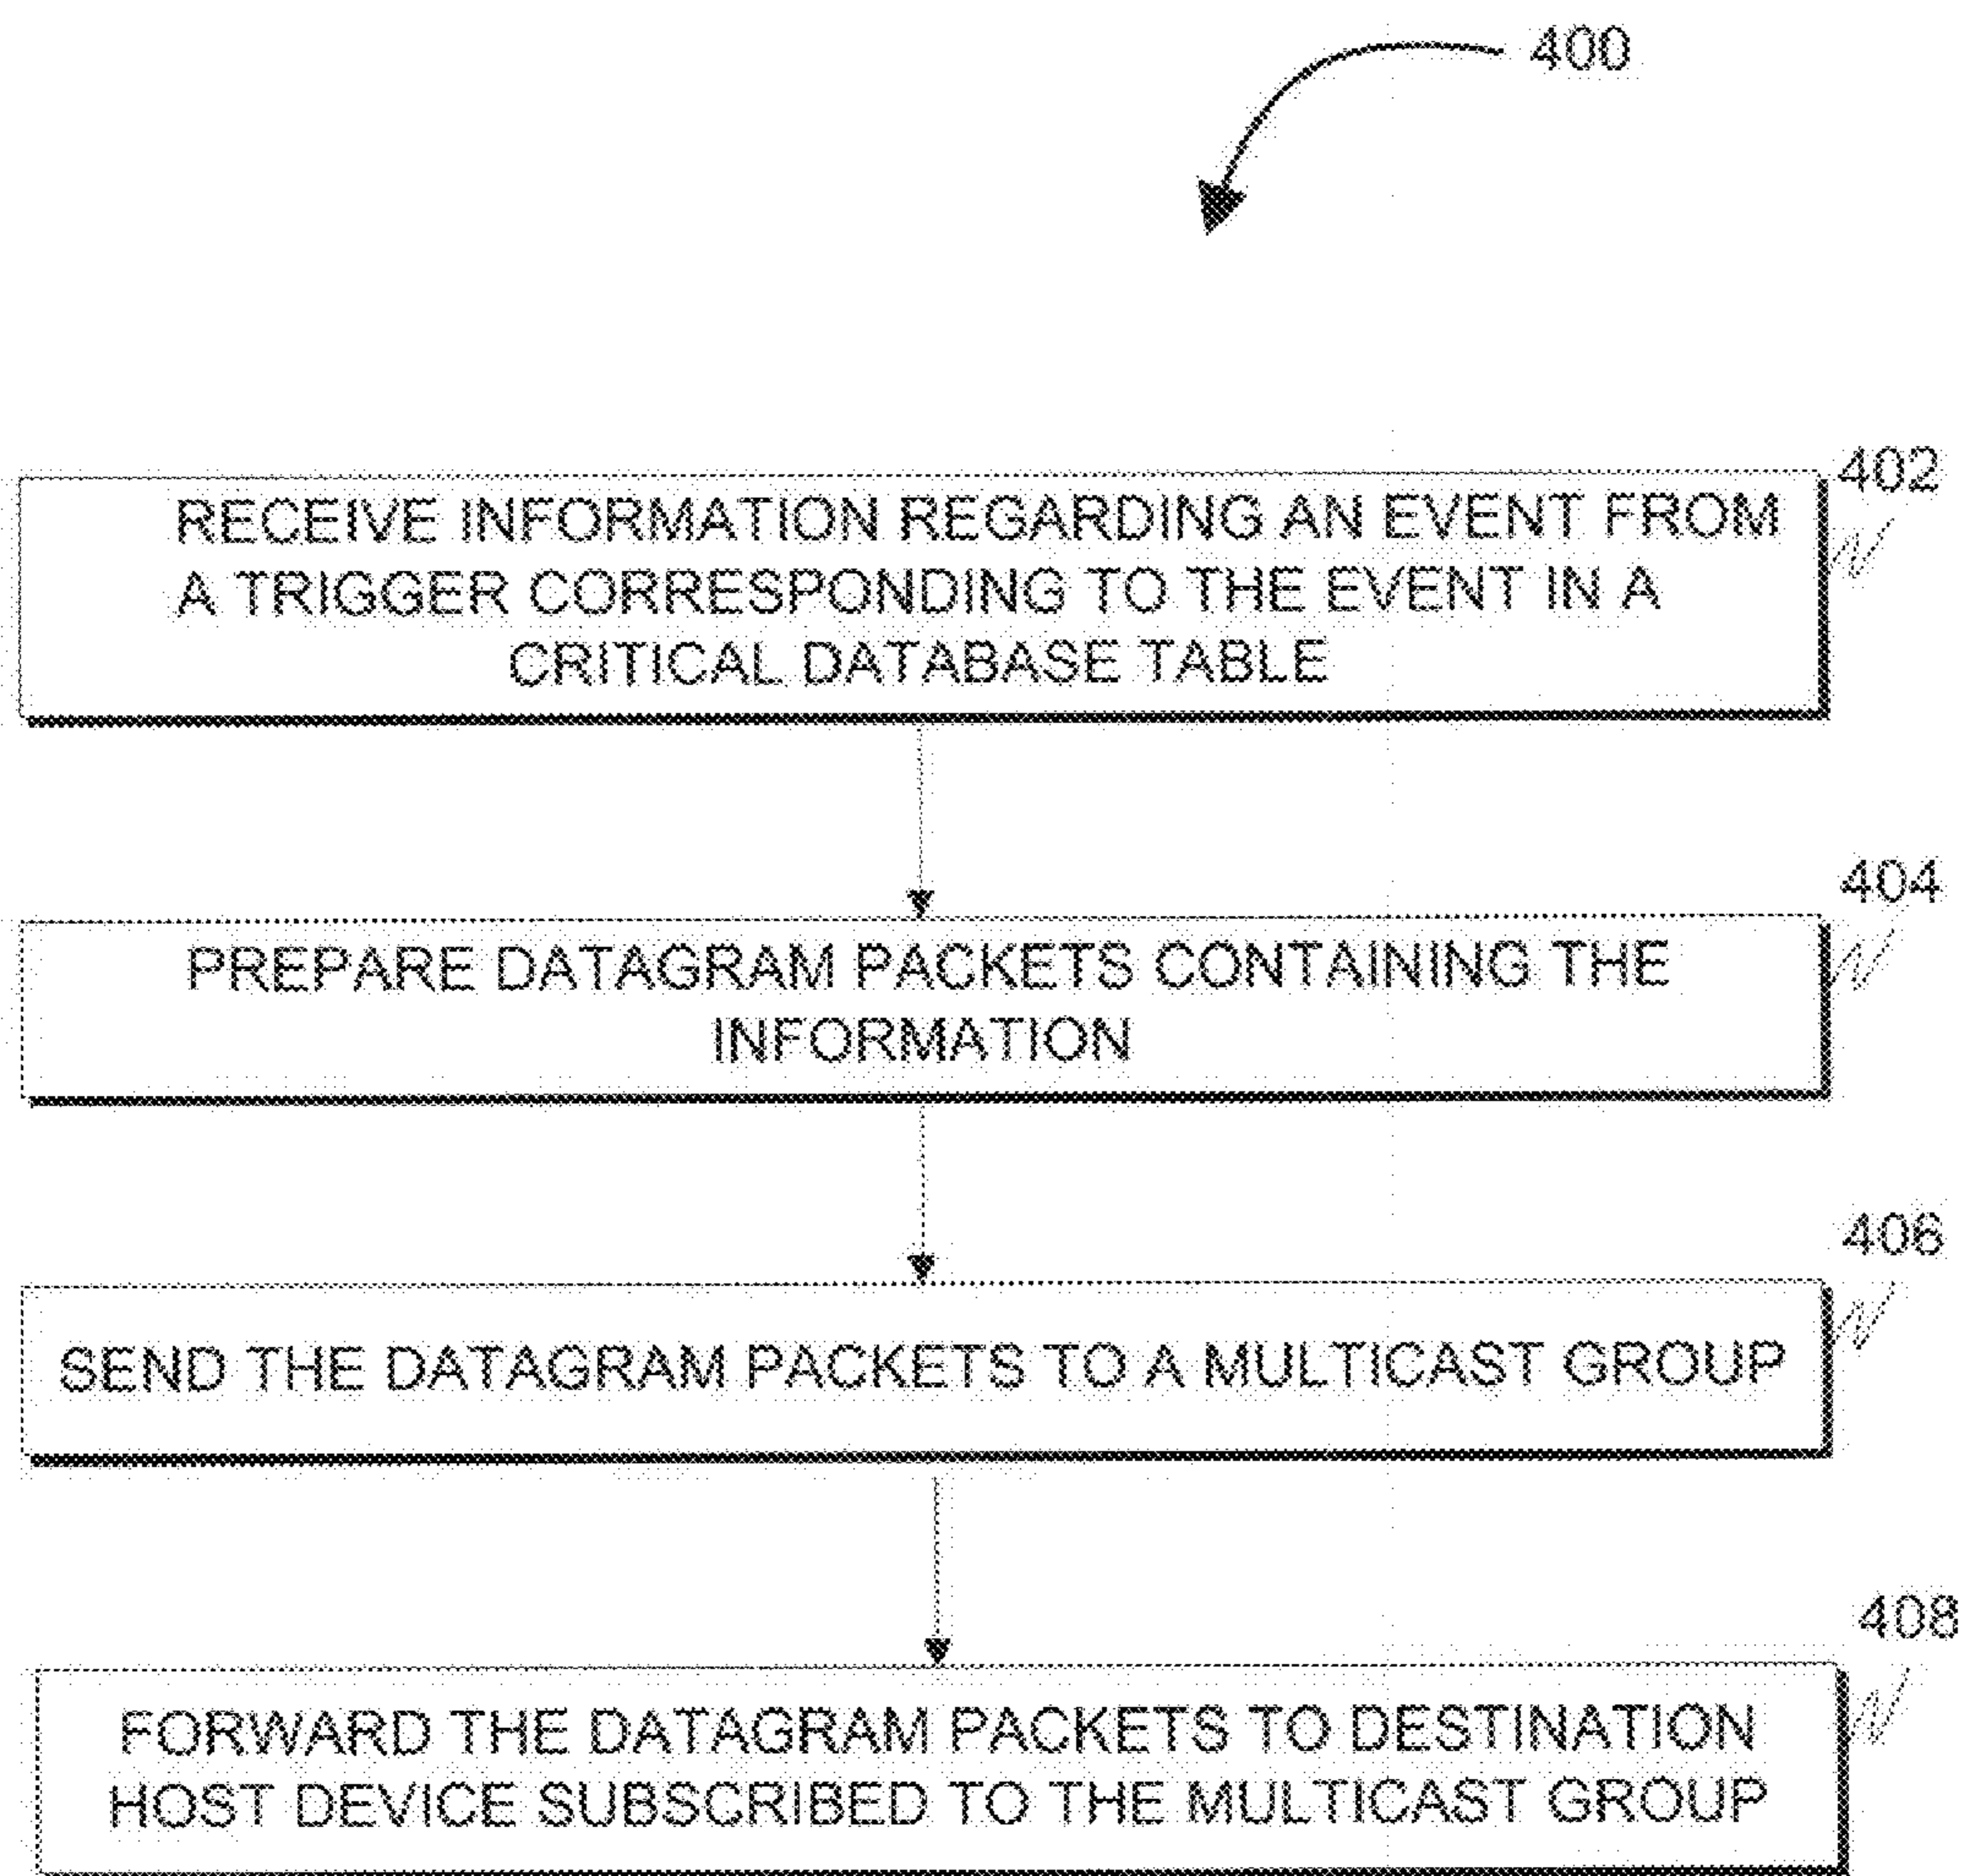 400
402
RECEIVE INFORMATION REGARDING AN EVENT FROM
A TRIGGER CORRESPONDING TO THE EVENT IN A
CRITICAL DATABASE TABLE
404
PREPARE DATAGRAM PACKETS CONTAINING THE
INFORMATION
406
SEND THE DATAGRAM PACKETS TO A MULTICAST GROUP
408
FORWARD THE DATAGRAM PACKETS TO DESTINATION
HOST DEVICE SUBSCRIBED TO THE MULTICAST GROUP